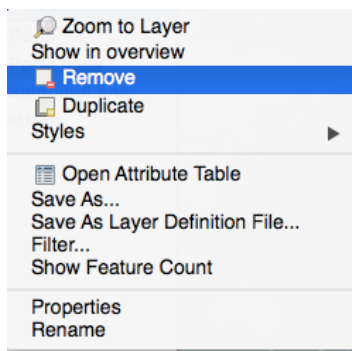 Zoom to Layer
Show in overview
Remove
Duplicate
Styles
Open Attribute Table
Save As...
Save As Layer Definition File...
Filter...
Show Feature Count
Properties
Rename